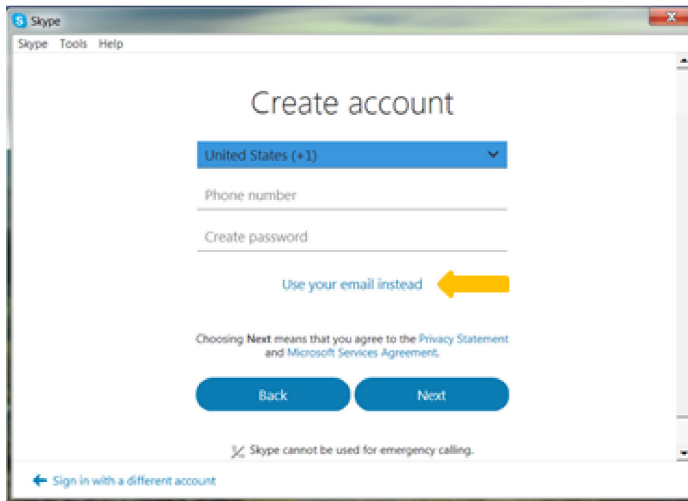 Skype
Skype Tools Help
Create account
United States (+1)
Phone number
Create password
Use your email instead
Choosing Next means that you agree to the Privacy Statement
and Microsoft Services Agreement.
Back Next
Skype cannot be used for emergency calling.
Sign in with a different account